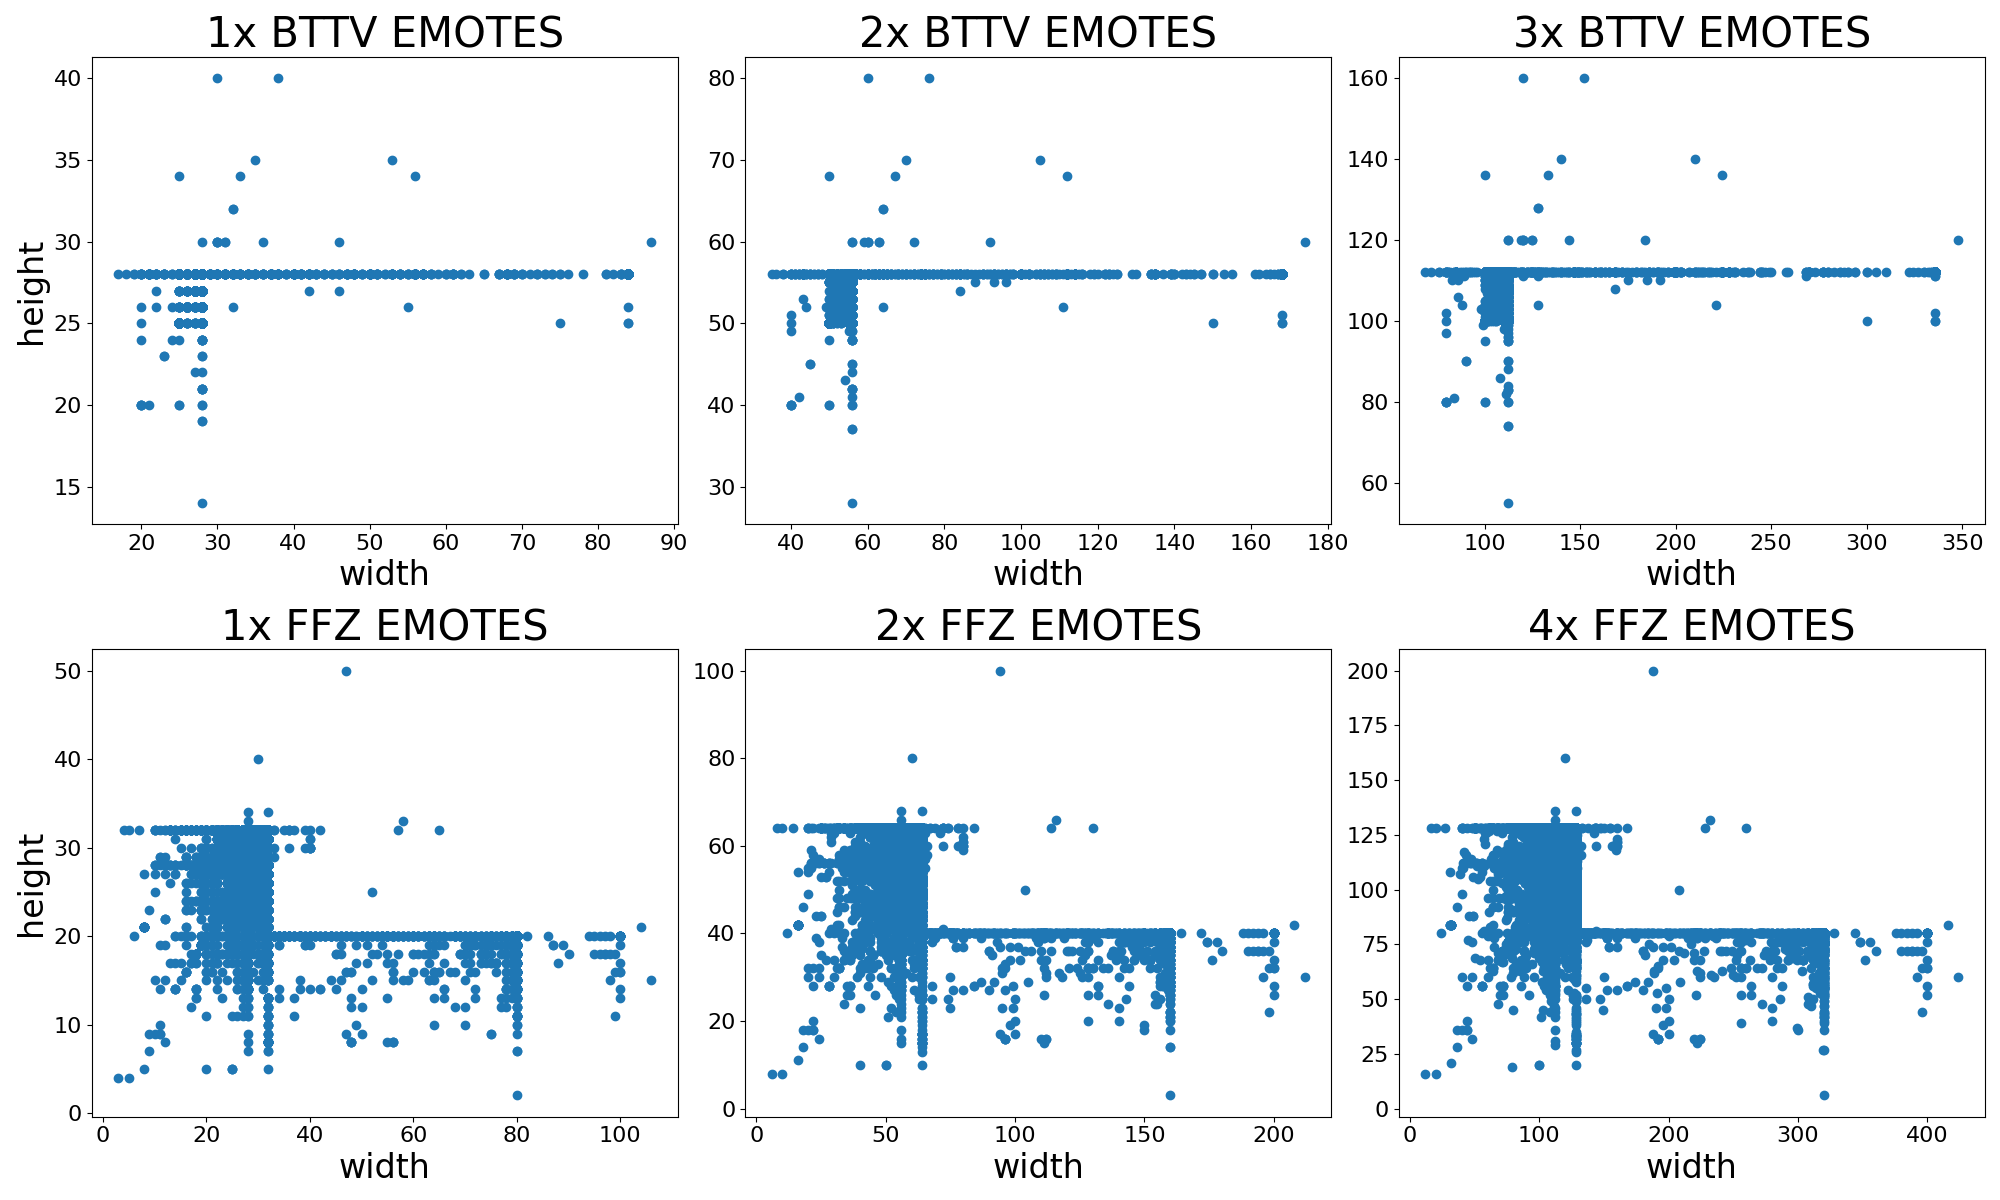 1x BTTV EMOTES
2x BTTV EMOTES
3x BTTV EMOTES
height
40
35
30
25
20
15
20 30 40 50 60 70 80 90
width
80
70
60
50
40
30
40 60 80 100 120 140 160 180
width
160
140
120
100
80
60
100 150 200 250 300 350
width
1x FFZ EMOTES
2x FFZ EMOTES
4x FFZ EMOTES
height
50
40
30
20
10
0
0 20 40 60 80 100
width
100
80
60
40
20
0
0 50 100 150 200
width
200
175
150
125
100
75
50
25
0
0 100 200 300 400
width